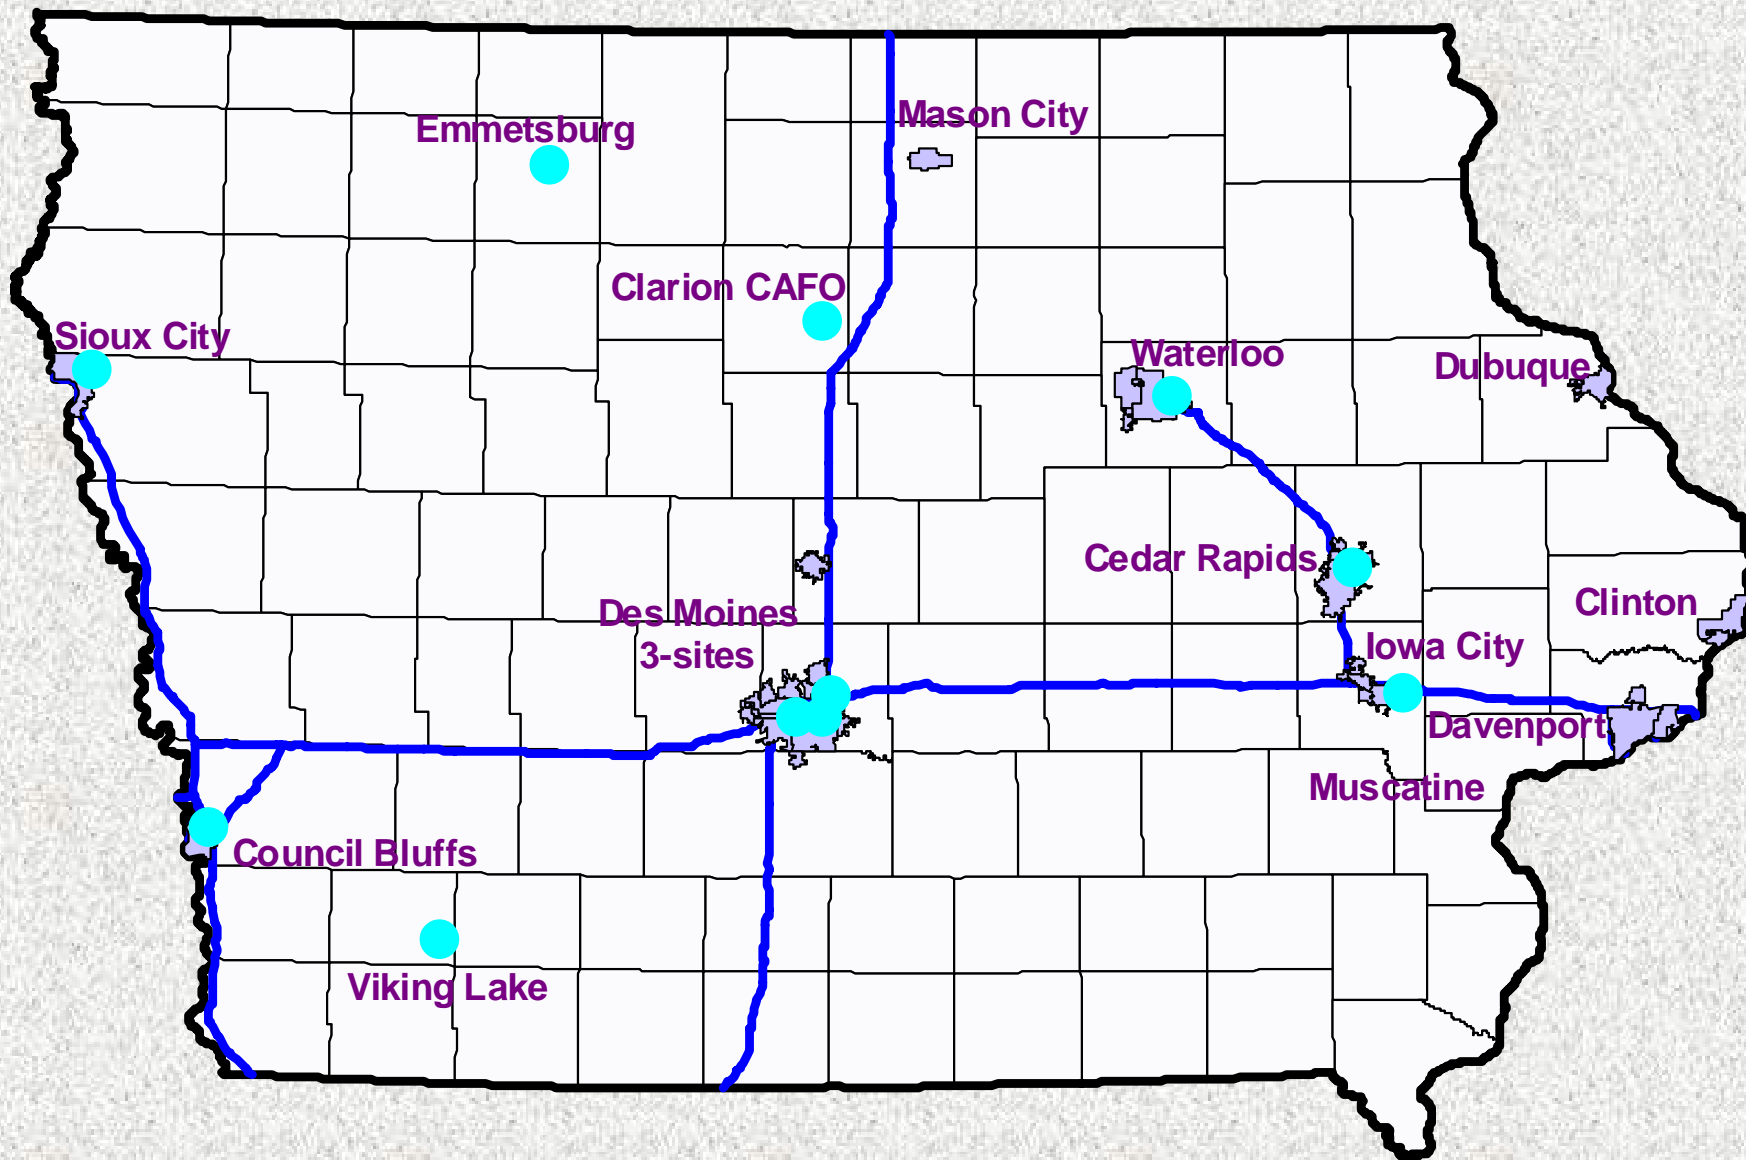 Mason City
Emmetsburg
Clarion CAFO
Sioux City
Waterloo
Dubuque
Cedar Rapids
Clinton
Des Moines
3-sites
Iowa City
Davenport
Muscatine
Council Bluffs
Viking Lake